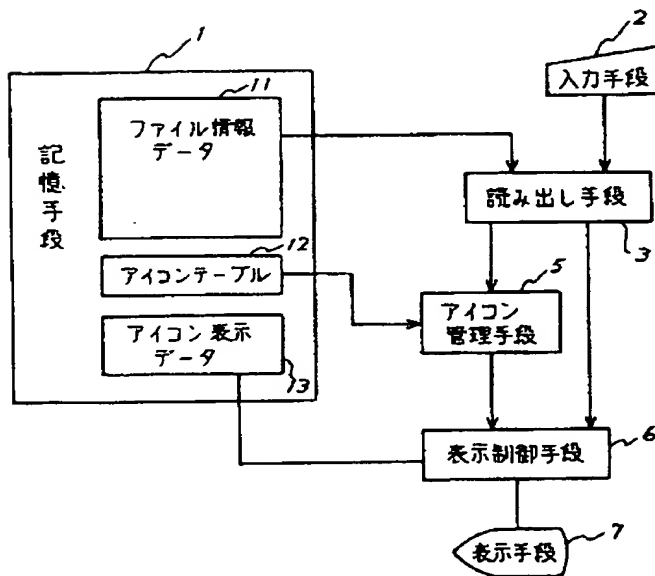 1
2
11
入力手段
ファイル情報
データ
記憶手段
読み出し手段
3
12
アイコンテーブル
5
アイコン
管理手段
アイコン表示
データ
13
表示制御手段
6
表示手段
7